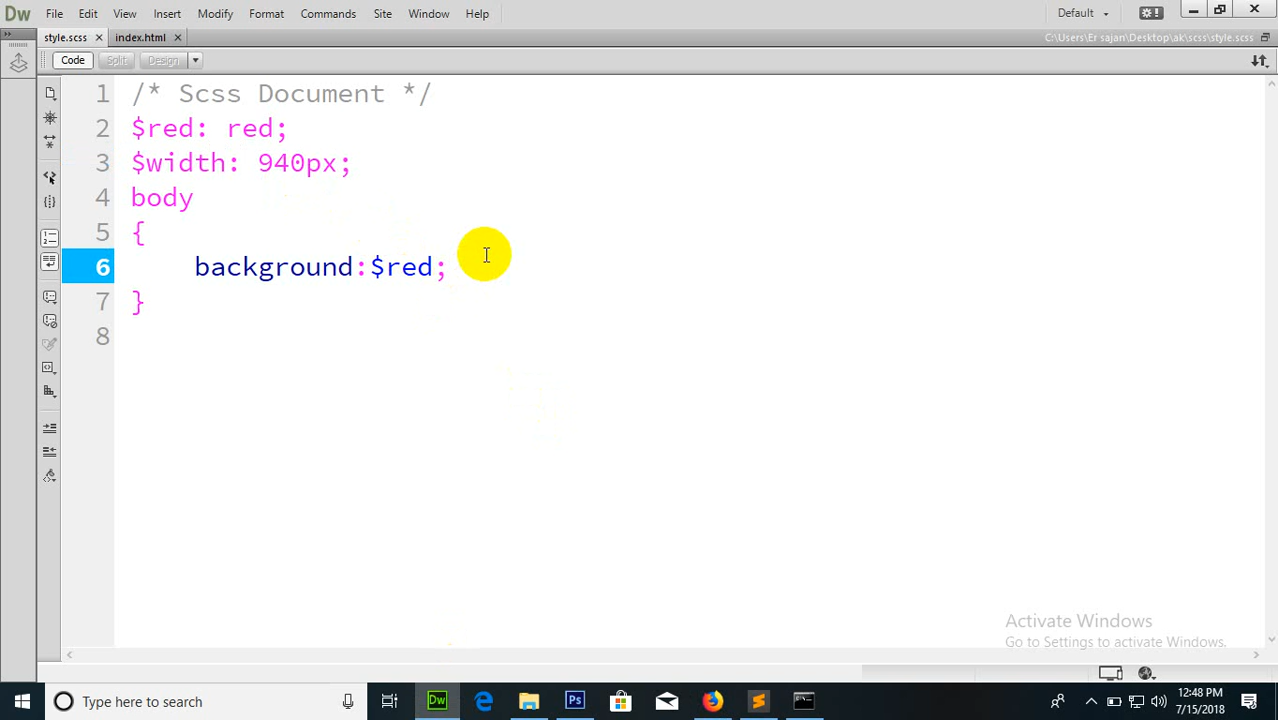 Dw File Edit View Insert Modify Format Commands Site Window Help Default
style.scss × index.html × C:\Users\Er sajan\Desktop\ak\scss\style.scss
Code Split Design
1 /* Scss Document */
2 $red: red;
3 $width: 940px;
4 body
5 {
6 background:$red;
7 }
8
Activate Windows
Go to Settings to activate Windows.
Type here to search Dw Ps 12:48 PM
7/15/2018